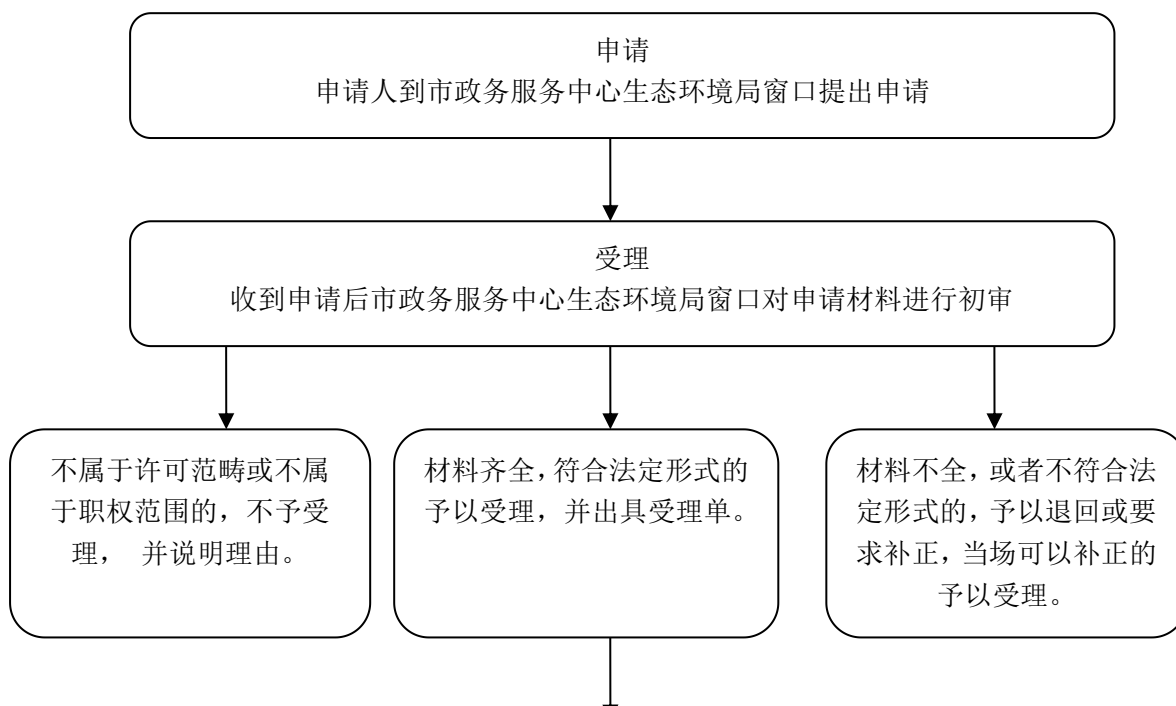 申请
申请人到市政务服务中心生态环境局窗口提出申请
受理
收到申请后市政务服务中心生态环境局窗口对申请材料进行初审
不属于许可范畴或不属
于职权范围的，不予受
理， 并说明理由。
材料齐全，符合法定形式的
予以受理，并出具受理单。
材料不全，或者不符合法
定形式的，予以退回或要
求补正，当场可以补正的
予以受理。